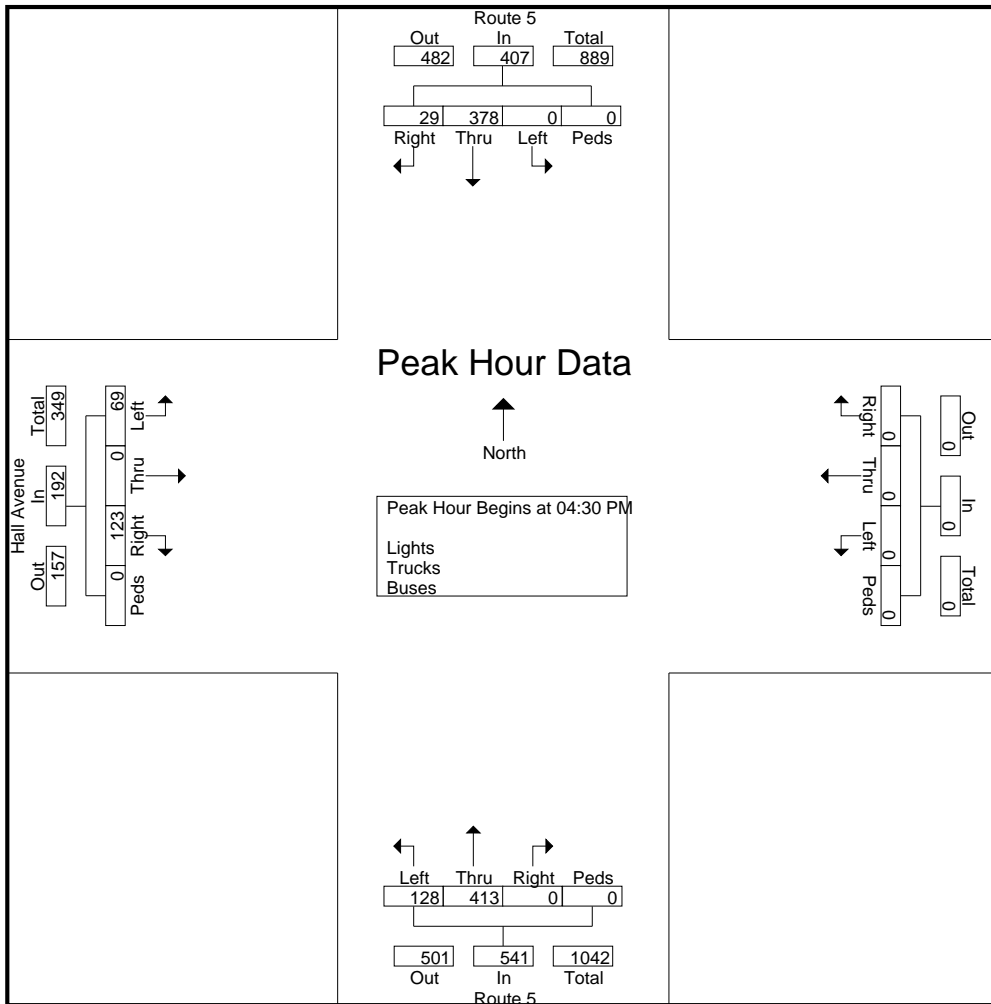 Route 5
Out In Total
482 407 889
29 378 0 0
Right Thru Left Peds
Peak Hour Data
North
Peak Hour Begins at 04:30 PM
Lights
Trucks
Buses
Hall Avenue
Out In Total
157 192 349
69 0 123 0
Left Thru Right Peds
Right Thru Left Peds
0 0 0 0
Out In Total
0 0 0
Left Thru Right Peds
128 413 0 0
501 541 1042
Out In Total
Route 5